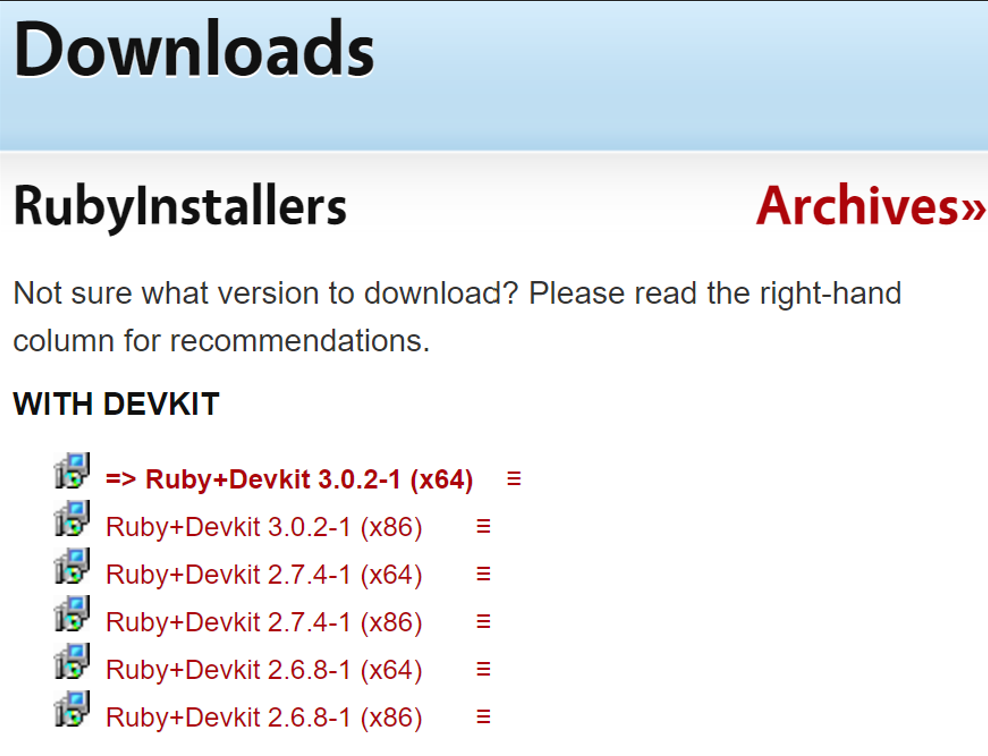 Downloads
RubyInstallers
Archives»
Not sure what version to download? Please read the right-hand
column for recommendations.
WITH DEVKIT
=> Ruby+Devkit 3.0.2-1 (x64)
Ruby+Devkit 3.0.2-1 (x86)
Ruby+Devkit 2.7.4-1 (x64)
Ruby+Devkit 2.7.4-1 (x86)
Ruby+Devkit 2.6.8-1 (x64)
Ruby+Devkit 2.6.8-1 (x86)